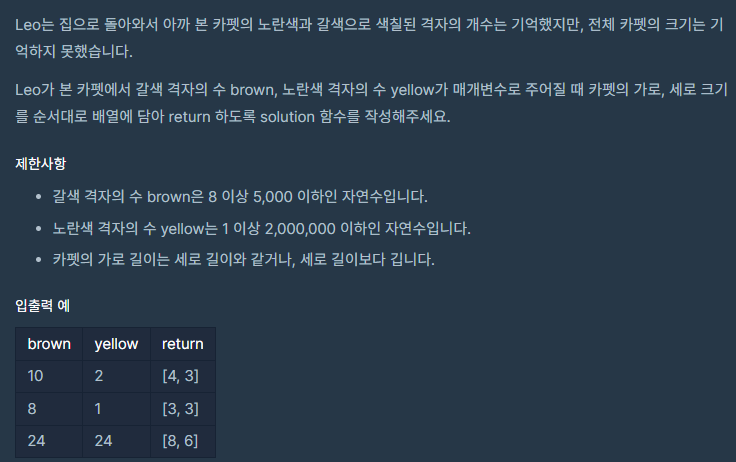 Leo는 집으로 돌아와서 아까 본 카펫의 노란색과 갈색으로 색칠된 격자의 개수는 기억했지만, 전체 카펫의 크기는 기
억하지 못했습니다.
Leo가 본 카펫에서 갈색 격자의 수 brown, 노란색 격자의 수 yellow가 매개변수로 주어질 때 카펫의 가로, 세로 크기
를 순서대로 배열에 담아 return 하도록 solution 함수를 작성해주세요.
제한사항
• 갈색 격자의 수 brown은 8 이상 5,000 이하인 자연수입니다.
• 노란색 격자의 수 yellow는 1 이상 2,000,000 이하인 자연수입니다.
• 카펫의 가로 길이는 세로 길이와 같거나, 세로 길이보다 깁니다.
입출력 예
brown yellow return
10 2 [4, 3]
8 1 [3, 3]
24 24 [8, 6]